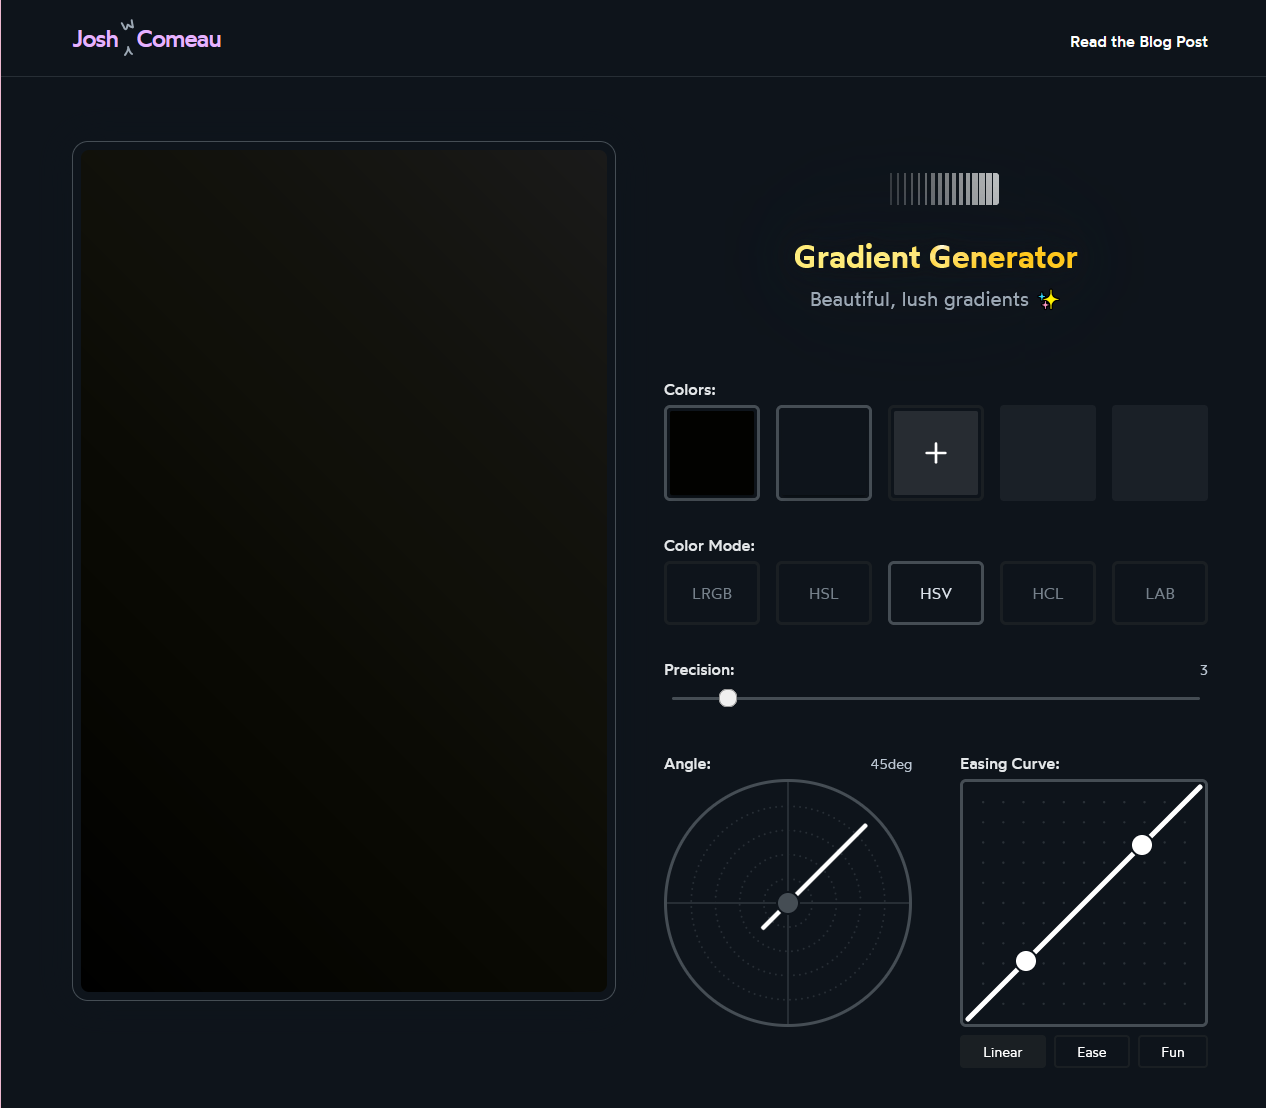 Josh W Comeau
Read the Blog Post
Gradient Generator
Beautiful, lush gradients ✨
Colors:
Color Mode:
LRGB HSL HSV HCL LAB
Precision: 3
Angle: 45deg
Easing Curve:
Linear Ease Fun